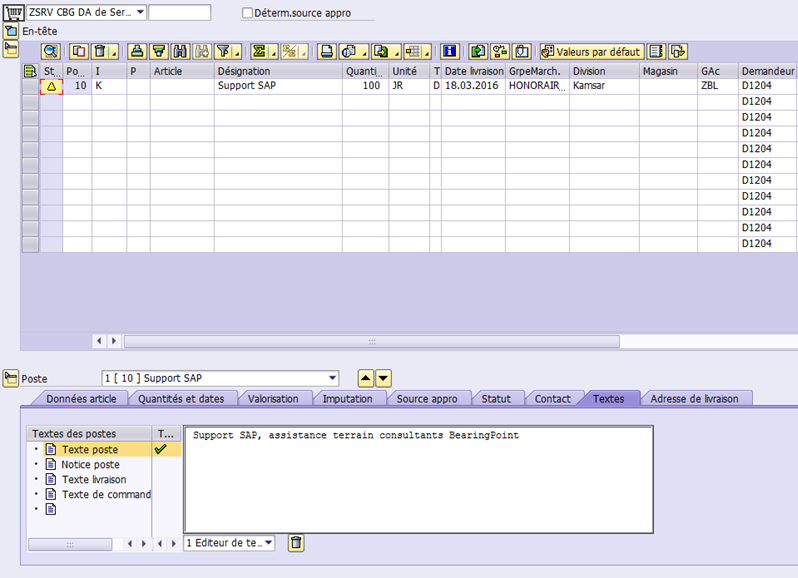 ZSRV CBG DA de Ser... Déterm.source appro
En-tête
Valeurs par défaut
St.. Po... I P Article Désignation Quanti... Unité T Date livraison GrpeMarch. Division Magasin GAc Demandeur
10 K Support SAP 100 JR D 18.03.2016 HONORAIR... Kamsar ZBL D1204
D1204
D1204
D1204
D1204
D1204
D1204
D1204
D1204
D1204
D1204
Poste 1 [ 10 ] Support SAP
Données article Quantités et dates Valorisation Imputation Source appro Statut Contact Textes Adresse de livraison
Textes des postes T...
Texte poste
Notice poste
Texte livraison
Texte de command
Support SAP, assistance terrain consultants BearingPoint
1 Editeur de te...